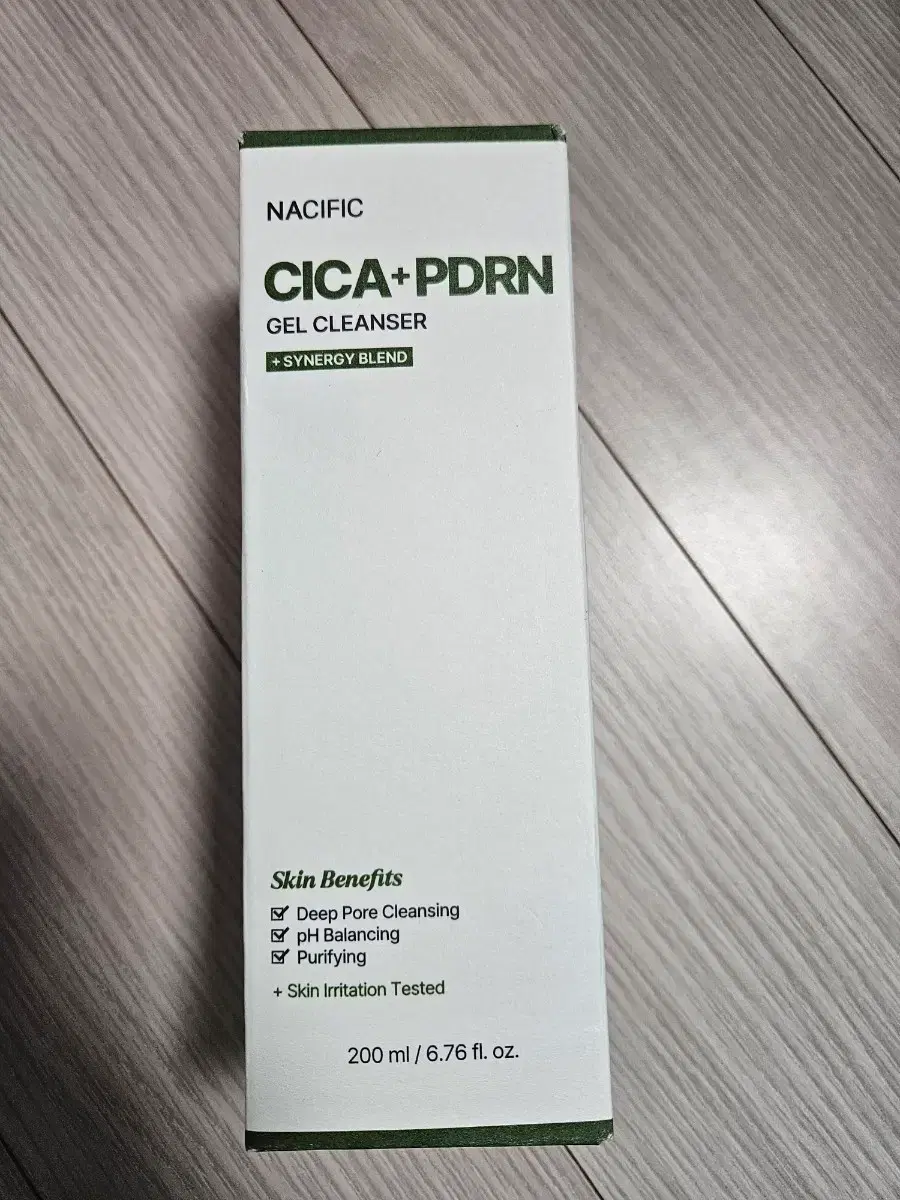 NACIFIC
CICA+PDRN
GEL CLEANSER
+ SYNERGY BLEND
Skin Benefits
Deep Pore Cleansing
pH Balancing
Purifying
+ Skin Irritation Tested
200 ml / 6.76 fl. oz.